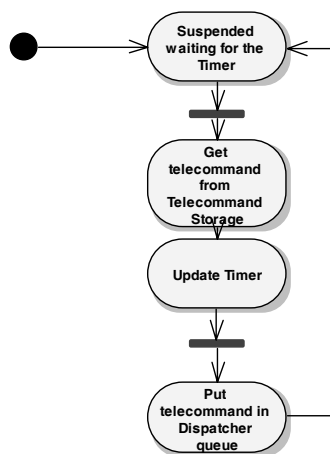 Suspended
waiting for the
Timer
Get
telecommand
from
Telecommand
Storage
Update Timer
Put
telecommand in
Dispatcher
queue